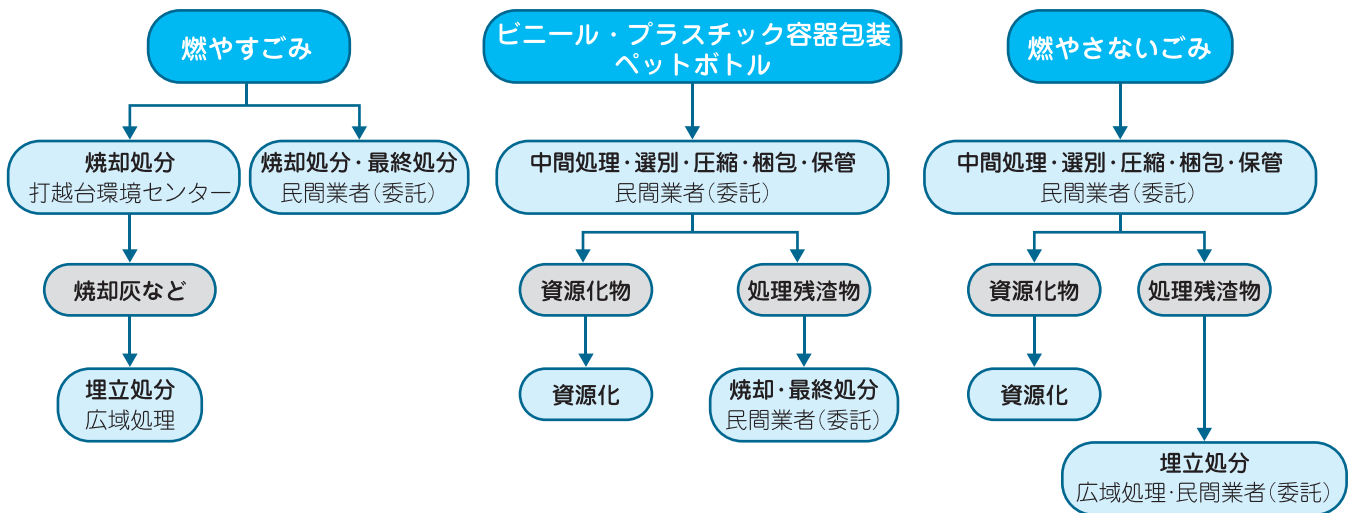 燃やすごみ
焼却処分
打越台環境センター
焼却処分・最終処分
民間業者(委託)
焼却灰など
埋立処分
広域処理
ビニール・プラスチック容器包装
ペットボトル
中間処理・選別・圧縮・梱包・保管
民間業者(委託)
資源化物
処理残渣物
資源化
焼却・最終処分
民間業者(委託)
燃やさないごみ
中間処理・選別・圧縮・梱包・保管
民間業者(委託)
資源化物
処理残渣物
資源化
埋立処分
広域処理・民間業者(委託)